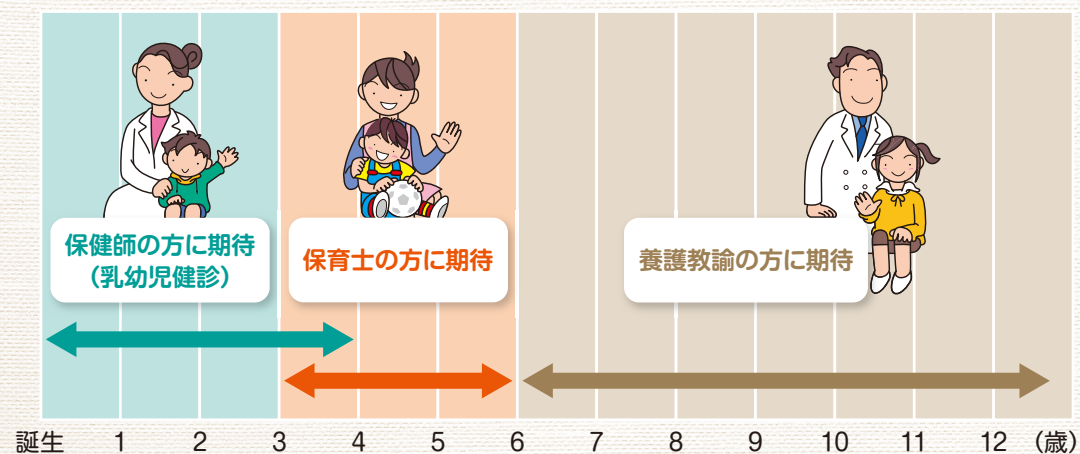 保健師の方に期待
（乳幼児健診）
保育士の方に期待
養護教諭の方に期待
誕生 1 2 3 4 5 6 7 8 9 10 11 12 （歳）